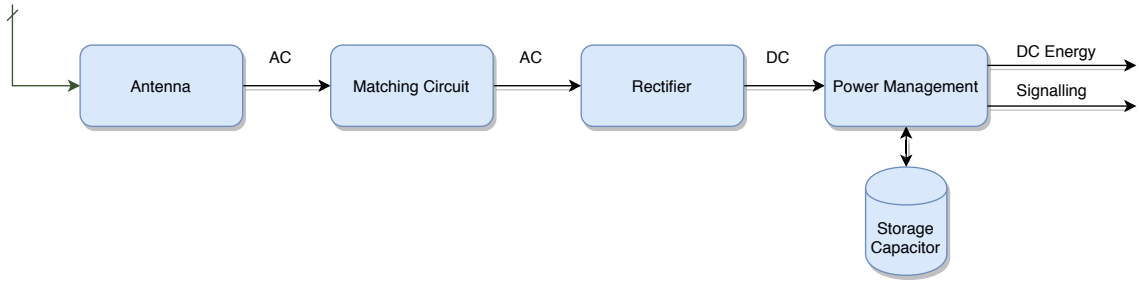 Antenna
AC
Matching Circuit
AC
Rectifier
DC
Power Management
DC Energy
Signalling
Storage
Capacitor